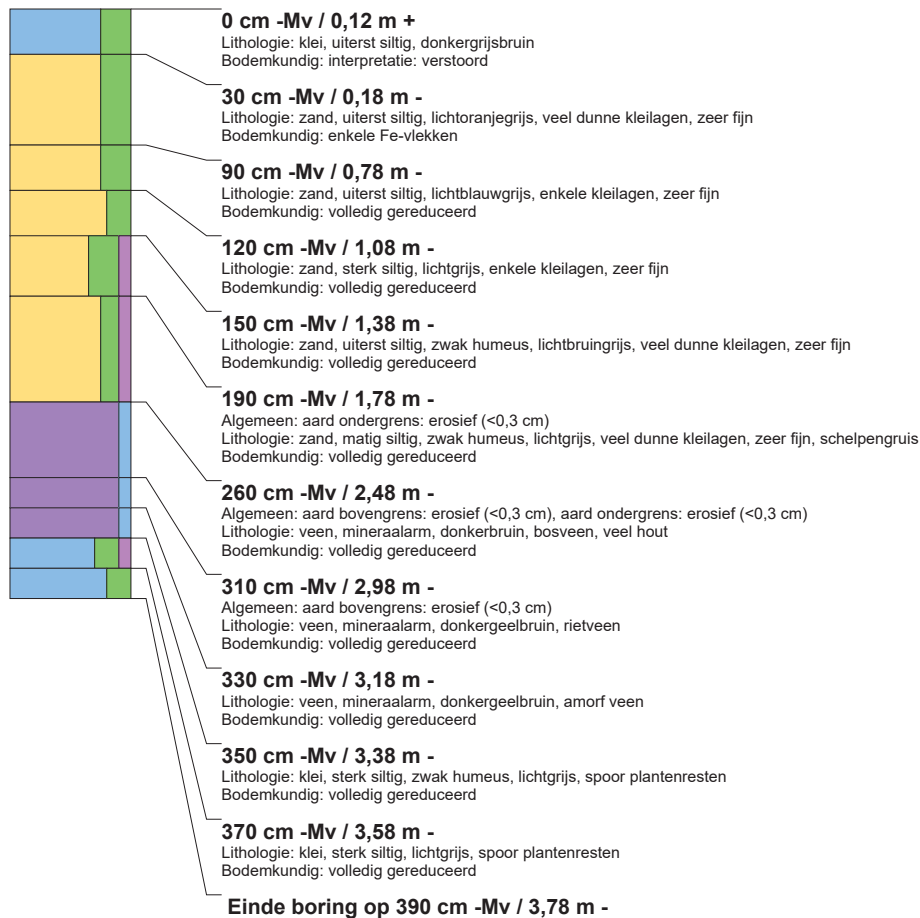 0 cm -Mv / 0,12 m +
Lithologie: klei, uiterst siltig, donkergrijsbruin
Bodemkundig: interpretatie: verstoord
30 cm -Mv / 0,18 m -
Lithologie: zand, uiterst siltig, lichtoranjegrijs, veel dunne kleilagen, zeer fijn
Bodemkundig: enkele Fe-vlekken
90 cm -Mv / 0,78 m -
Lithologie: zand, uiterst siltig, lichtblauwgrijs, enkele kleilagen, zeer fijn
Bodemkundig: volledig gereduceerd
120 cm -Mv / 1,08 m -
Lithologie: zand, sterk siltig, lichtgrijs, enkele kleilagen, zeer fijn
Bodemkundig: volledig gereduceerd
150 cm -Mv / 1,38 m -
Lithologie: zand, uiterst siltig, zwak humeus, lichtbruingrijs, veel dunne kleilagen, zeer fijn
Bodemkundig: volledig gereduceerd
190 cm -Mv / 1,78 m -
Algemeen: aard ondergrens: erosief (<0,3 cm)
Lithologie: zand, matig siltig, zwak humeus, lichtgrijs, veel dunne kleilagen, zeer fijn, schelpengruis
Bodemkundig: volledig gereduceerd
260 cm -Mv / 2,48 m -
Algemeen: aard bovengrens: erosief (<0,3 cm), aard ondergrens: erosief (<0,3 cm)
Lithologie: veen, mineraalarm, donkerbruin, bosveen, veel hout
Bodemkundig: volledig gereduceerd
310 cm -Mv / 2,98 m -
Algemeen: aard bovengrens: erosief (<0,3 cm)
Lithologie: veen, mineraalarm, donkergeelbruin, rietveen
Bodemkundig: volledig gereduceerd
330 cm -Mv / 3,18 m -
Lithologie: veen, mineraalarm, donkergeelbruin, amorf veen
Bodemkundig: volledig gereduceerd
350 cm -Mv / 3,38 m -
Lithologie: klei, sterk siltig, zwak humeus, lichtgrijs, spoor plantenresten
Bodemkundig: volledig gereduceerd
370 cm -Mv / 3,58 m -
Lithologie: klei, sterk siltig, lichtgrijs, spoor plantenresten
Bodemkundig: volledig gereduceerd
Einde boring op 390 cm -Mv / 3,78 m -